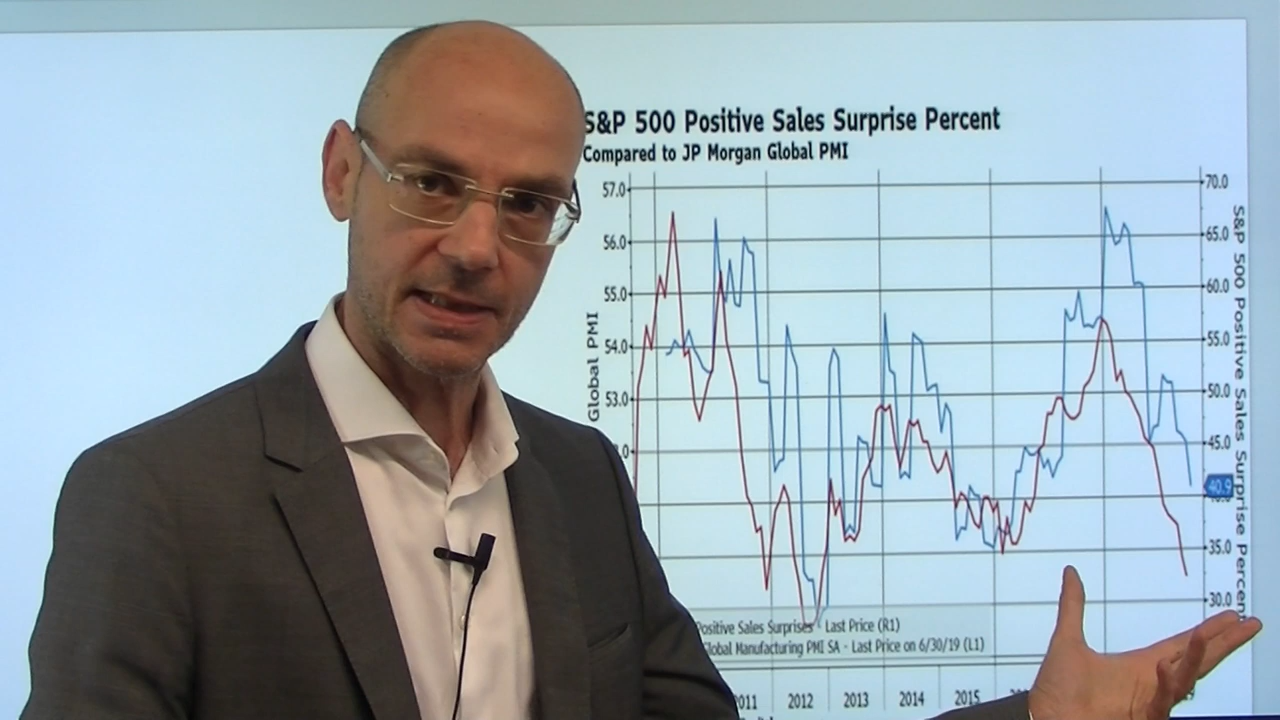 S&P 500 Positive Sales Surprise Percent
Compared to JP Morgan Global PMI
57.0
56.0
55.0
54.0
53.0
Global PMI
70.0
65.0
60.0
55.0
50.0
45.0
40.9
35.0
30.0
S&P 500 Positive Sales Surprise Percent
Positive Sales Surprises - Last Price (R1)
Global Manufacturing PMI SA - Last Price on 6/30/19 (L1)
2011 2012 2013 2014 2015